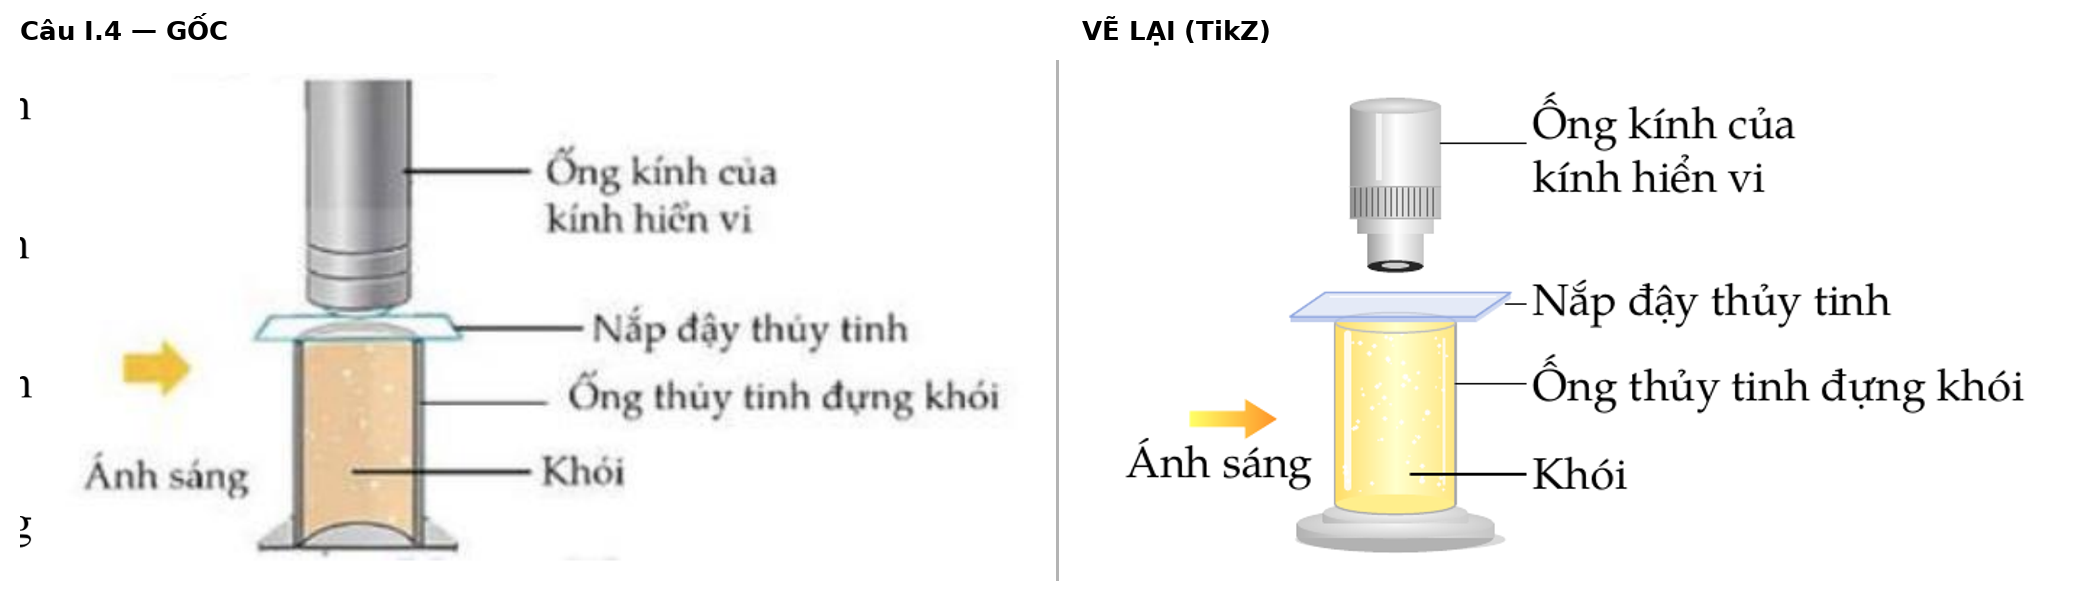 Câu I.4 — GỐC
n
n
n
g
Ống kính của
kính hiển vi
Nắp đậy thủy tinh
Ống thủy tinh đựng khói
Ánh sáng
Khói
VẼ LẠI (TikZ)
Ống kính của
kính hiển vi
Nắp đậy thủy tinh
Ống thủy tinh đựng khói
Ánh sáng
Khói